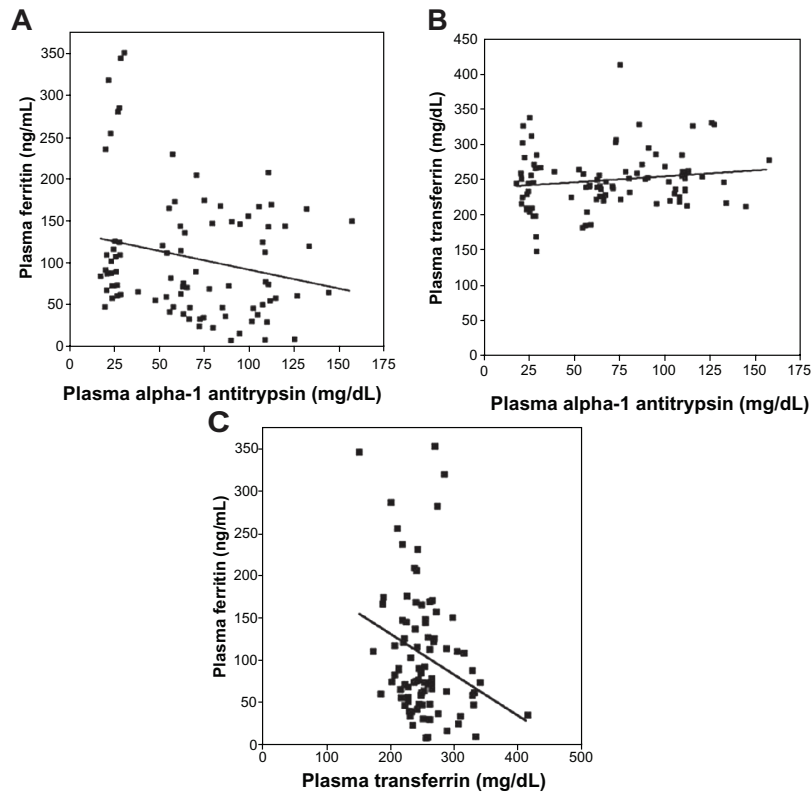 A
Plasma ferritin (ng/mL)
350
300
250
200
150
100
50
0
0 25 50 75 100 125 150 175
Plasma alpha-1 antitrypsin (mg/dL)
B
Plasma transferrin (mg/dL)
450
400
350
300
250
200
150
100
50
0
0 25 50 75 100 125 150 175
Plasma alpha-1 antitrypsin (mg/dL)
C
Plasma ferritin (ng/mL)
350
300
250
200
150
100
50
0
0 100 200 300 400 500
Plasma transferrin (mg/dL)